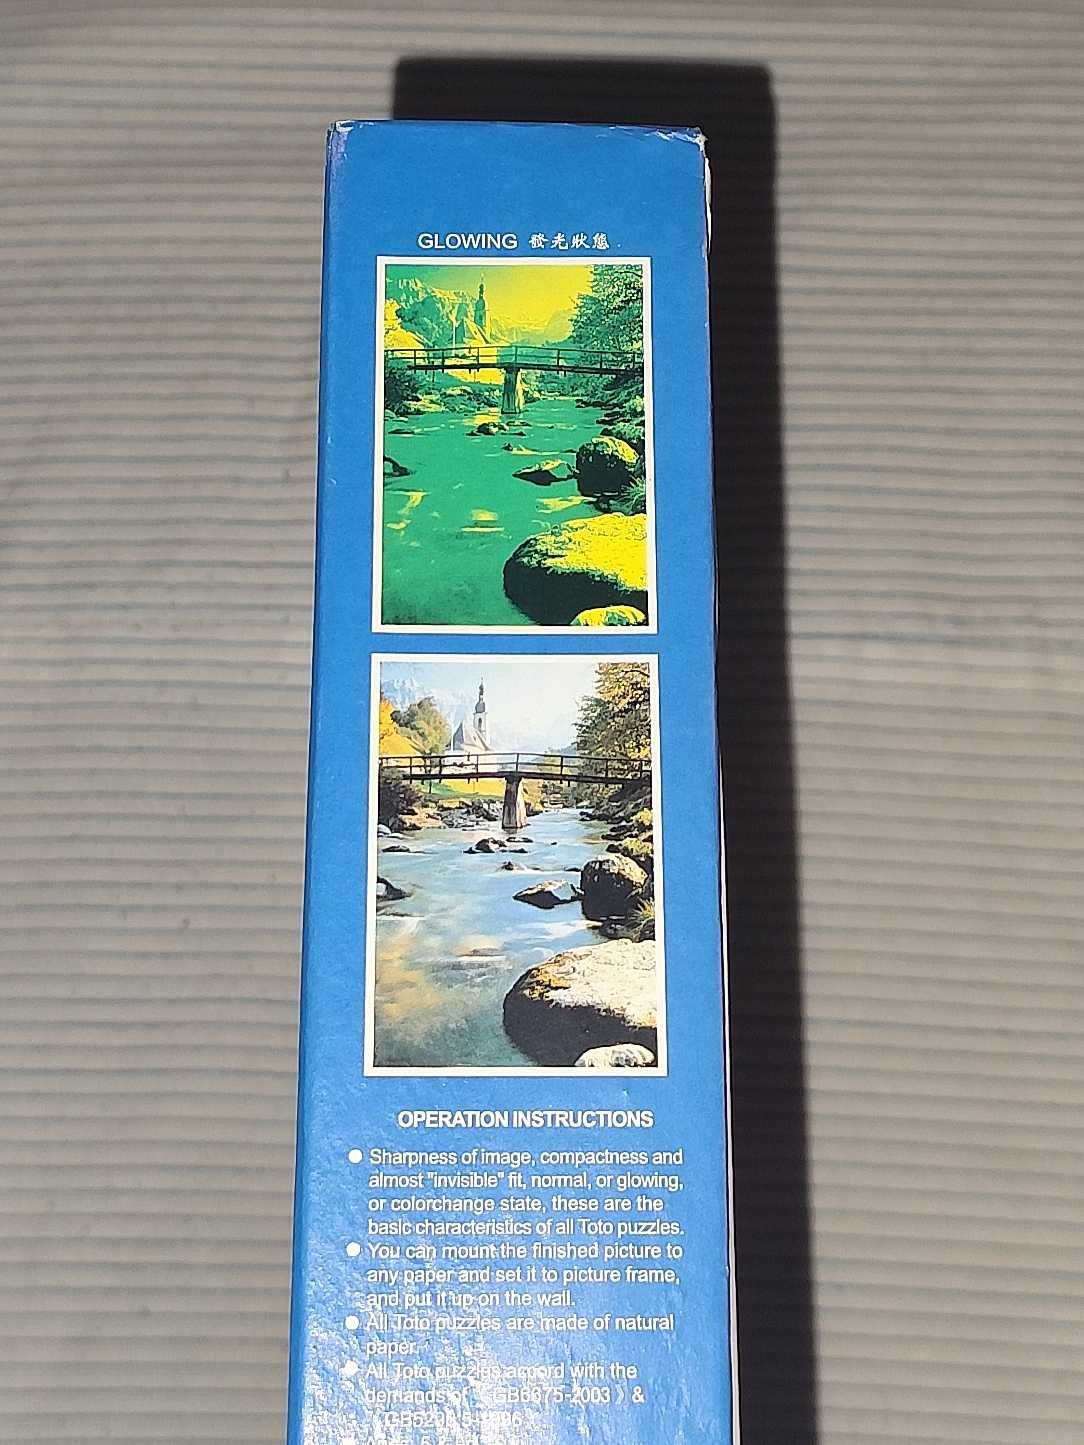 GLOWING 發光狀態
OPERATION INSTRUCTIONS
● Sharpness of image, compactness and
almost "invisible" fit, normal, or glowing,
or colorchange state, these are the
basic characteristics of all Toto puzzles.
● You can mount the finished picture to
any paper and set it to picture frame,
and put it up on the wall.
● All Toto puzzles are made of natural
paper.
● All Toto puzzles accord with the
demands of 《GB6675-2003》&